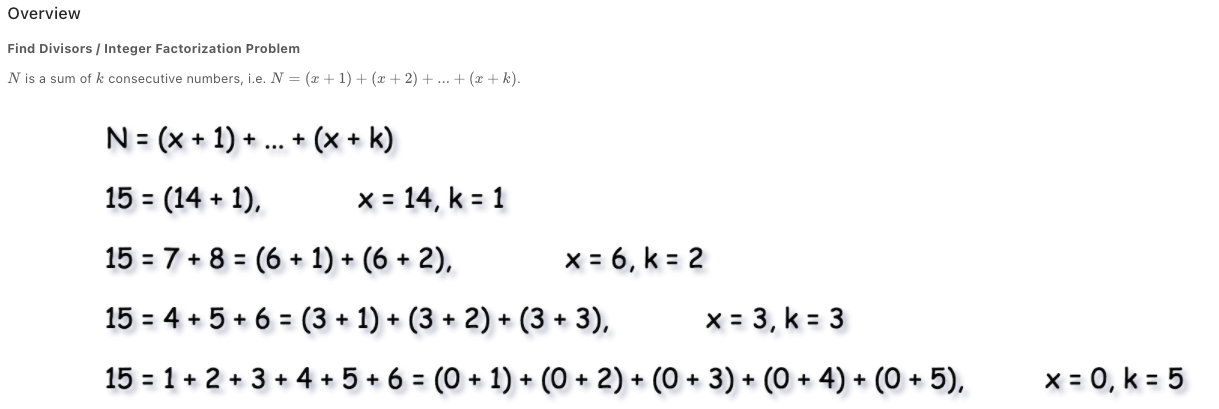 Overview
Find Divisors / Integer Factorization Problem
N is a sum of k consecutive numbers, i.e. N = (x + 1) + (x + 2) + ... + (x + k).
N = (x + 1) + ... + (x + k)
15 = (14 + 1), x = 14, k = 1
15 = 7 + 8 = (6 + 1) + (6 + 2), x = 6, k = 2
15 = 4 + 5 + 6 = (3 + 1) + (3 + 2) + (3 + 3), x = 3, k = 3
15 = 1 + 2 + 3 + 4 + 5 + 6 = (0 + 1) + (0 + 2) + (0 + 3) + (0 + 4) + (0 + 5), x = 0, k = 5